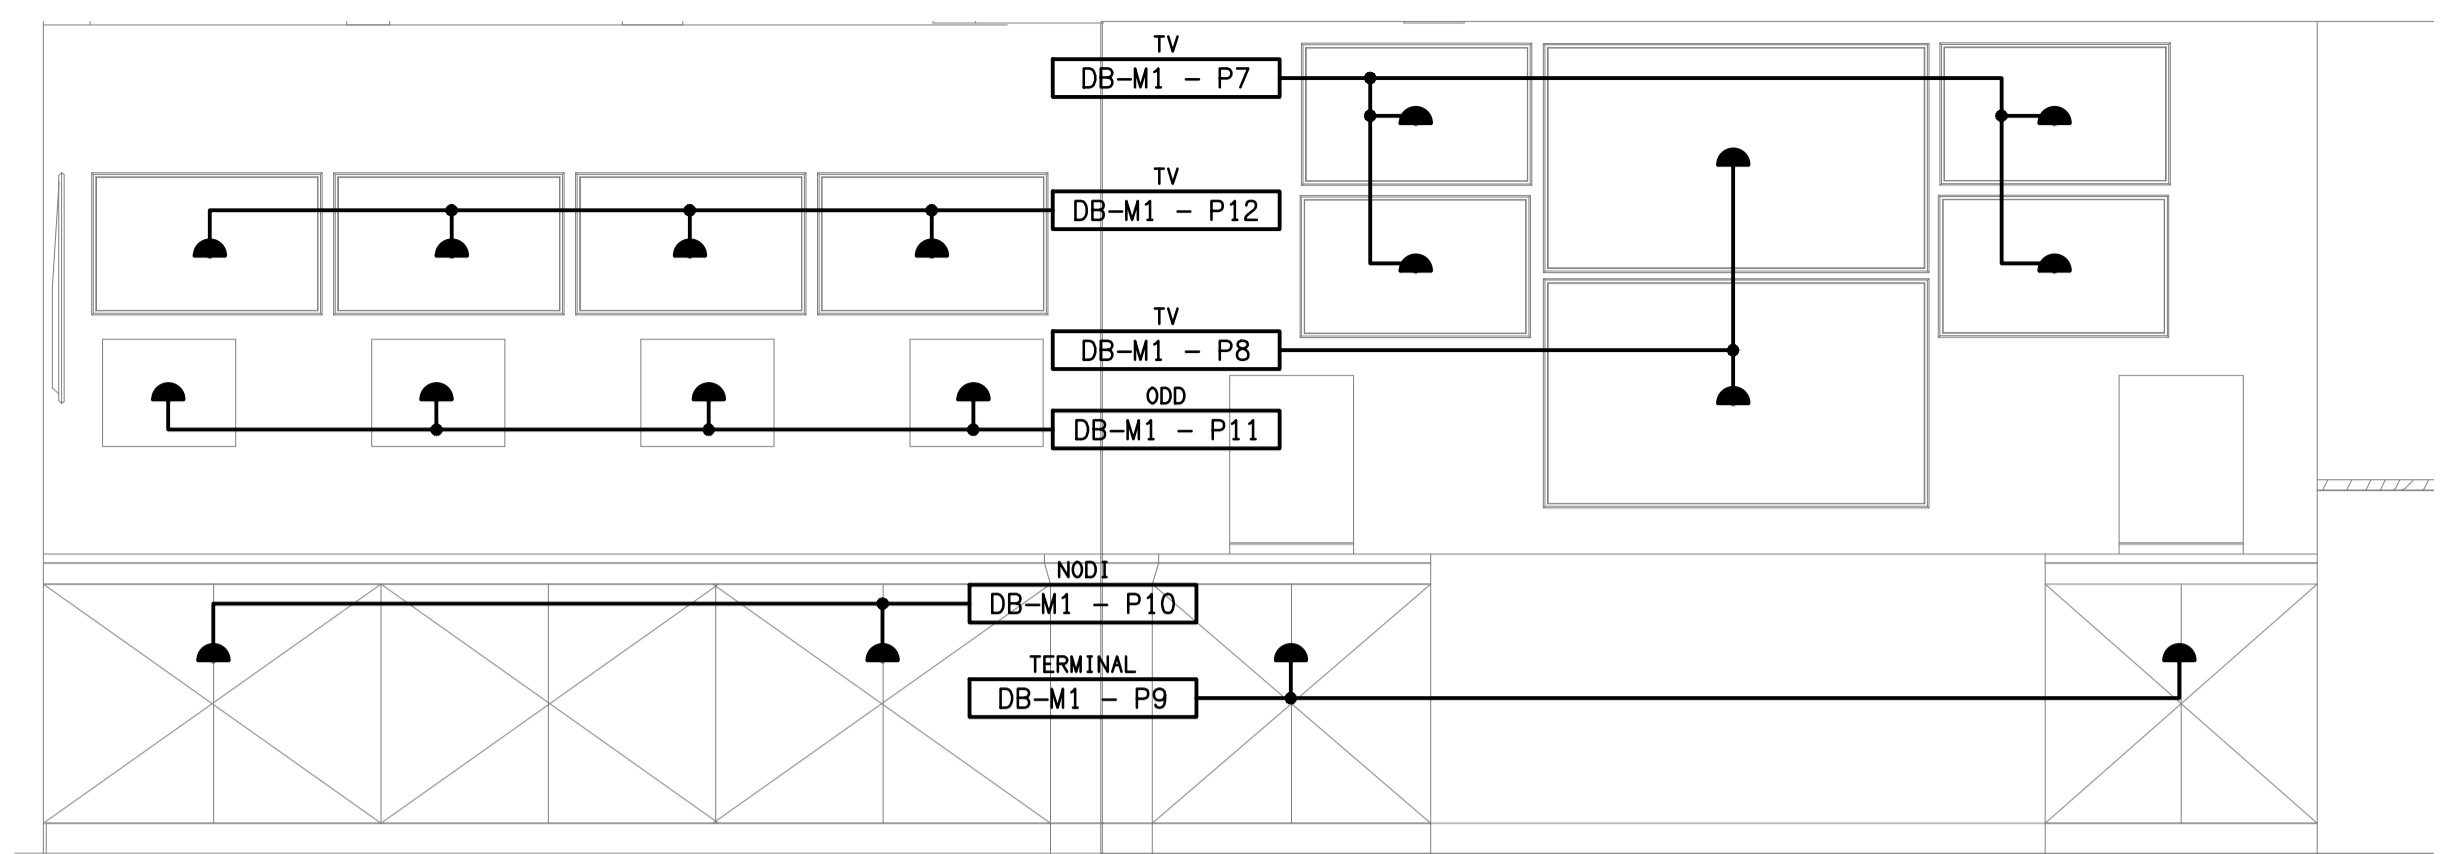 TV
DB-M1 - P7
TV
DB-M1 - P12
TV
DB-M1 - P8
ODD
DB-M1 - P11
NODI
DB-M1 - P10
TERMINAL
DB-M1 - P9